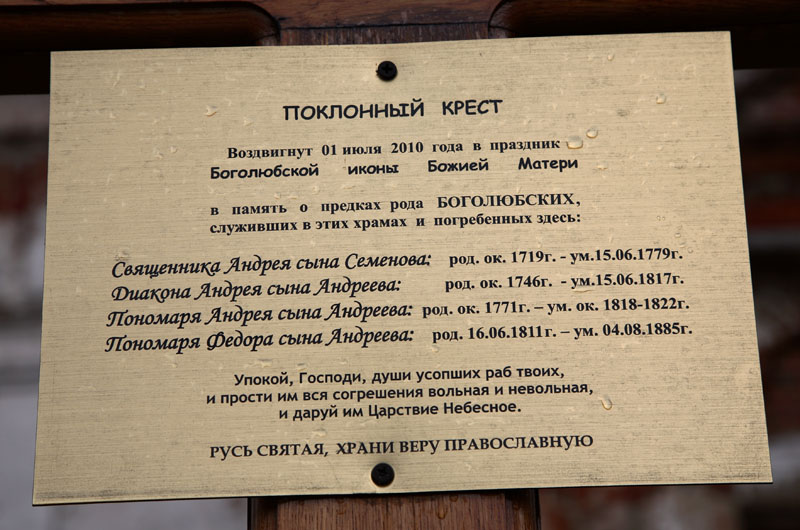 ПОКЛОННЫЙ КРЕСТ
Воздвигнут 01 июля 2010 года в праздник
Боголюбской иконы Божией Матери
в память о предках рода БОГОЛЮБСКИХ,
служивших в этих храмах и погребенных здесь:
Священника Андрея сына Семенова: род. ок. 1719г. - ум.15.06.1779г.
Диакона Андрея сына Андреева: род. ок. 1746г. - ум.15.06.1817г.
Пономаря Андрея сына Андреева: род. ок. 1771г. – ум. ок. 1818-1822г.
Пономаря Федора сына Андреева: род. 16.06.1811г. – ум. 04.08.1885г.
Упокой, Господи, души усопших раб твоих,
и прости им вся согрешения вольная и невольная,
и даруй им Царствие Небесное.
РУСЬ СВЯТАЯ, ХРАНИ ВЕРУ ПРАВОСЛАВНУЮ